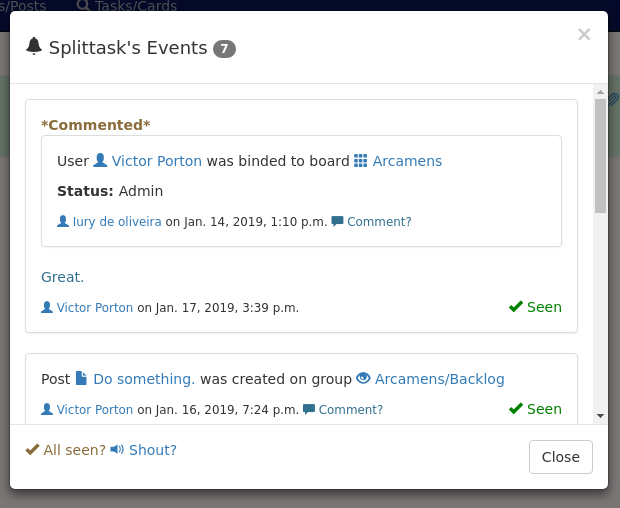 s/Posts Tasks/Cards
Splittask's Events 7
×
*Commented*
User Victor Porton was binded to board Arcamens
Status: Admin
Iury de oliveira on Jan. 14, 2019, 1:10 p.m. Comment?
Great.
Victor Porton on Jan. 17, 2019, 3:39 p.m. Seen
Post Do something. was created on group Arcamens/Backlog
Victor Porton on Jan. 16, 2019, 7:24 p.m. Comment? Seen
All seen? Shout?
Close